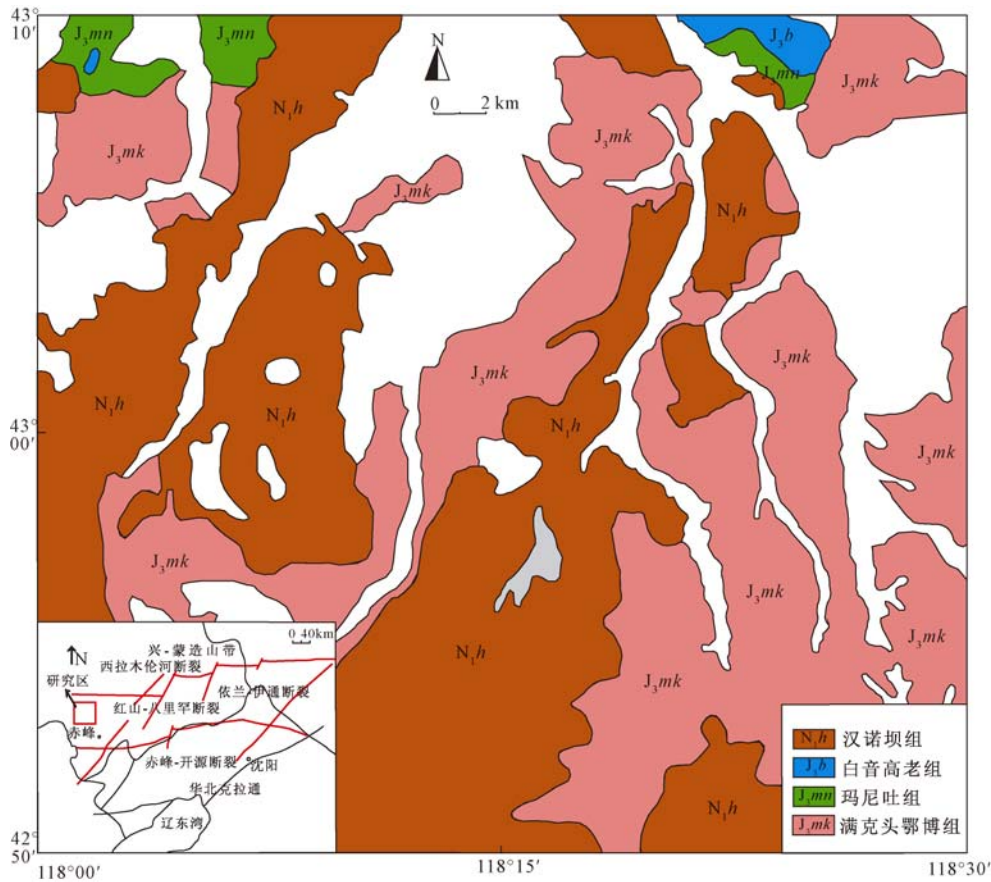 43°
10′
J₃mn
J₃mn
N₁h
N
0 2 km
J₃b
J₃mn
J₃mk
J₃mk
J₃mk
J₃mk
N₁h
J₃mk
J₃mk
N₁h
N₁h
N₁h
43°
00′
J₃mk
J₃mk
J₃mk
J₃mk
N₁h
J₃mk
N₁h
0 40km
N
兴-蒙造山带
西拉木伦河断裂
研究区
依兰-伊通断裂
红山-八里罕断裂
赤峰
赤峰-开源断裂
沈阳
华北克拉通
辽东湾
N₁h 汉诺坝组
J₃b 白音高老组
J₃mn 玛尼吐组
J₃mk 满克头鄂博组
42°
50′
118°00′
118°15′
118°30′